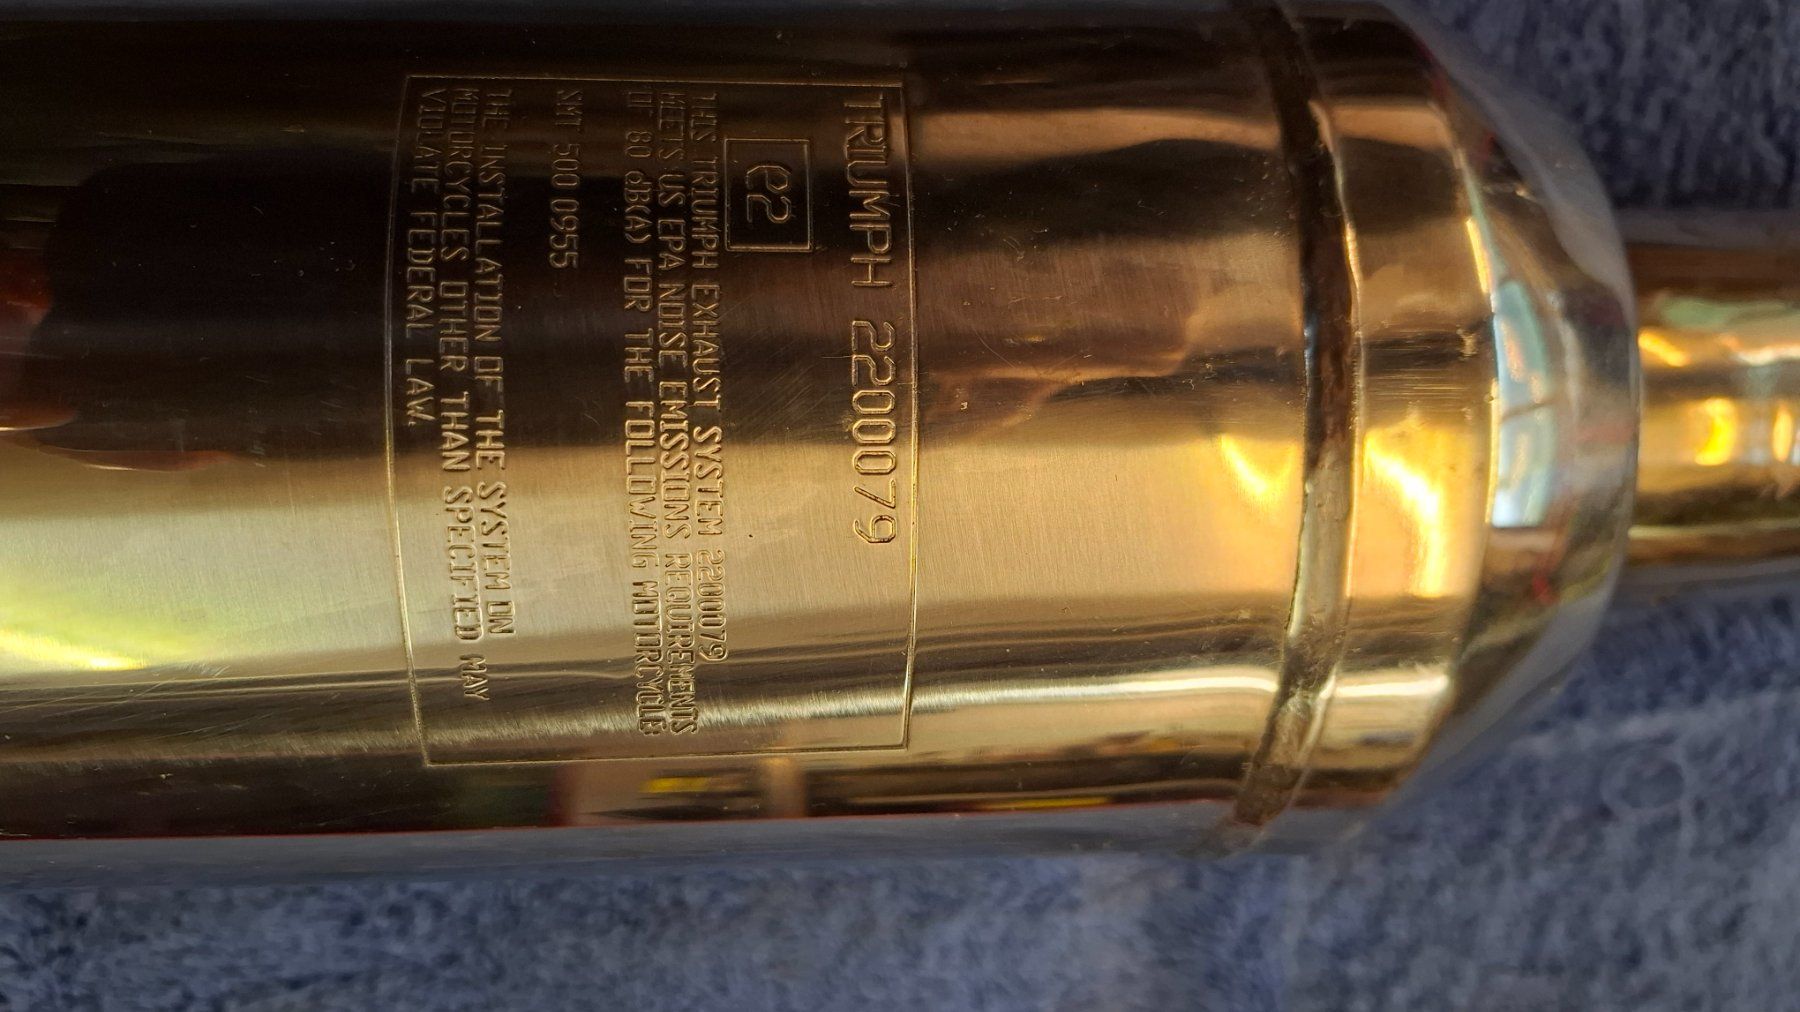 TRIUMPH 2200079
e2
THIS TRIUMPH EXHAUST SYSTEM 2200079
MEETS US EPA NOISE EMISSIONS REQUIREMENTS
OF 80 dB(A) FOR THE FOLLOWING MOTORCYCLE
SMT 500 0955
THE INSTALLATION OF THE SYSTEM ON
MOTORCYCLES OTHER THAN SPECIFIED MAY
VIOLATE FEDERAL LAW.